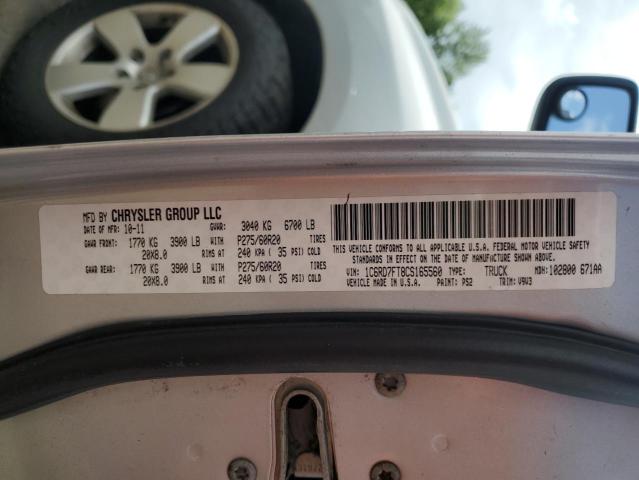 MFD BY CHRYSLER GROUP LLC
DATE OF MFR: 10-11 GVWR: 3040 KG 6700 LB
GAWR FRONT: 1770 KG 3900 LB WITH P275/60R20 TIRES
20X8.0 RIMS AT 240 KPA ( 35 PSI) COLD
GAWR REAR: 1770 KG 3900 LB WITH P275/60R20 TIRES
20X8.0 RIMS AT 240 KPA ( 35 PSI) COLD
THIS VEHICLE CONFORMS TO ALL APPLICABLE U.S.A. FEDERAL MOTOR VEHICLE SAFETY
STANDARDS IN EFFECT ON THE DATE OF MANUFACTURE SHOWN ABOVE.
VIN: 1C6RD7FT8CS165560 TYPE: TRUCK MDH: 102800 671AA
VEHICLE MADE IN U.S.A. PAINT: PS2 TRIM: V9V3